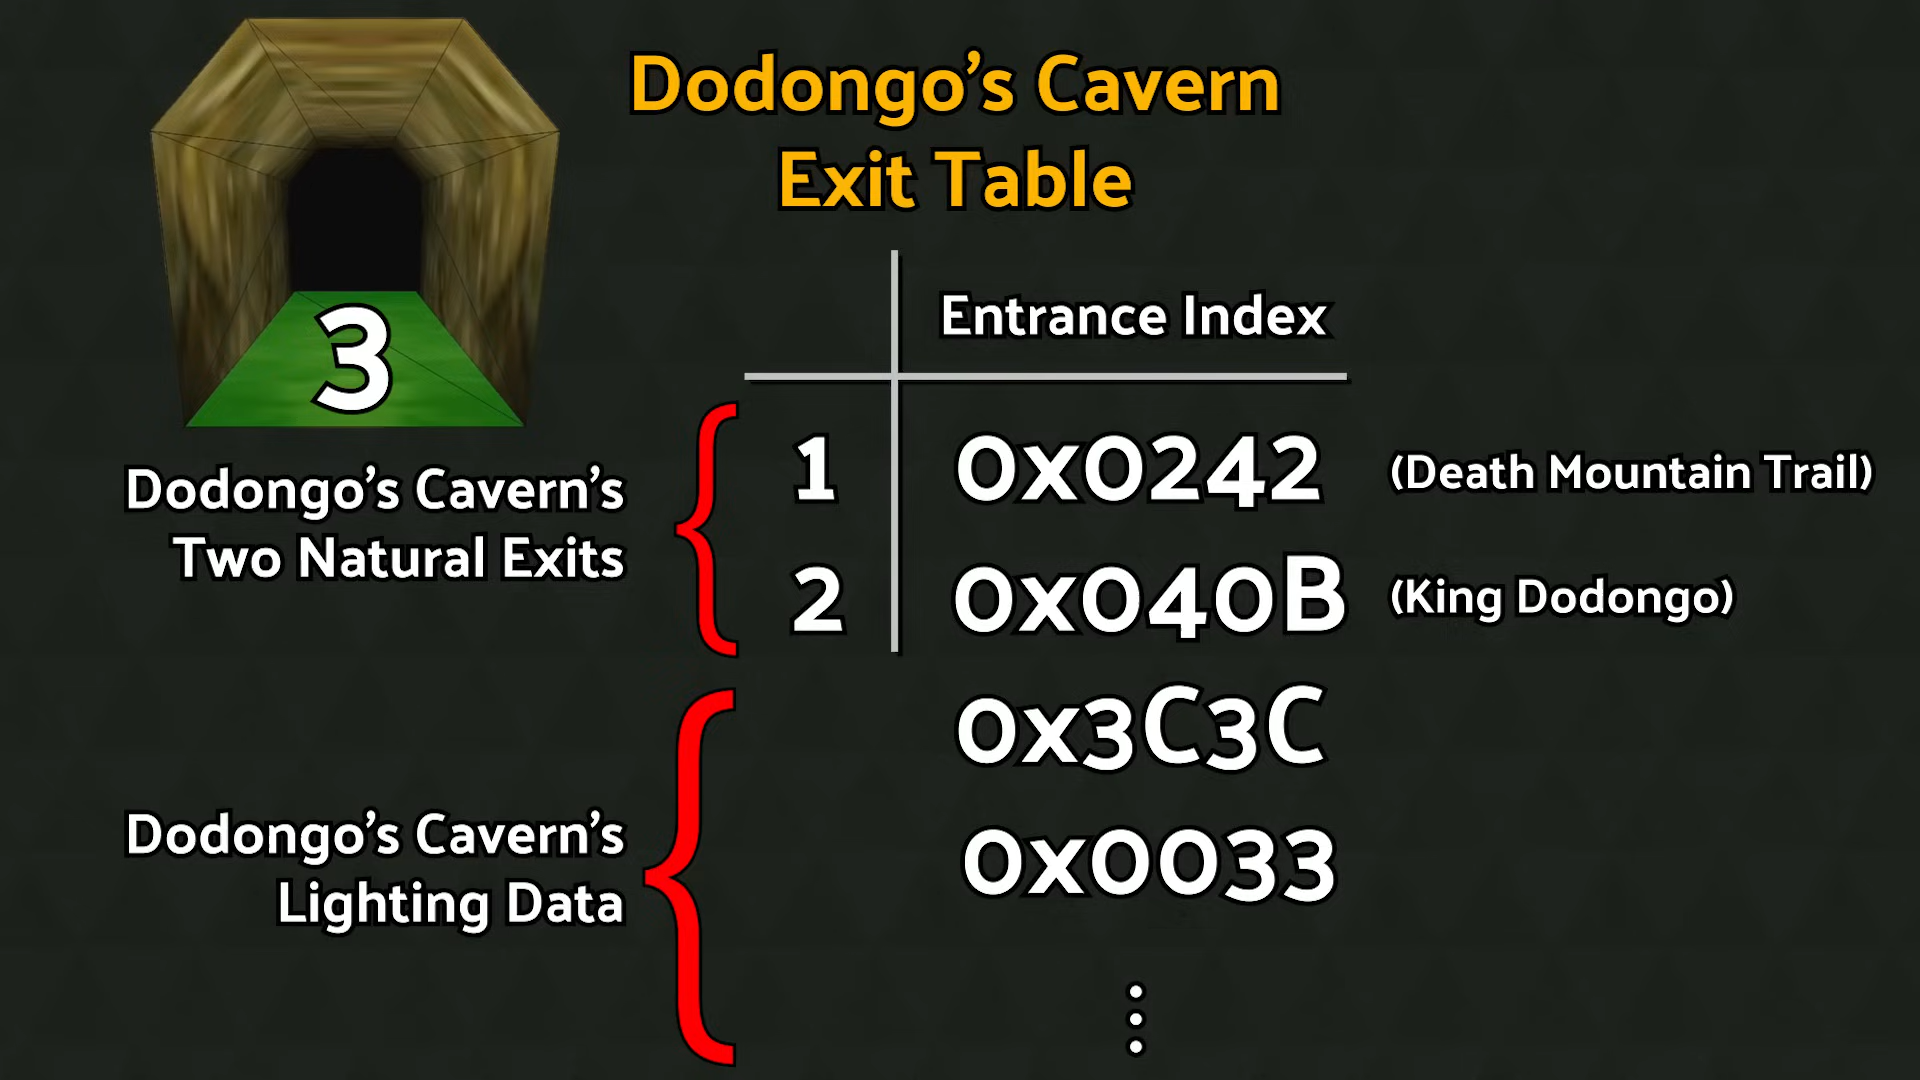 Dodongo’s Cavern
Exit Table
3
Entrance Index
Dodongo’s Cavern’s
Two Natural Exits
1 0x0242 (Death Mountain Trail)
2 0x040B (King Dodongo)
0x3C3C
0x0033
Dodongo’s Cavern’s
Lighting Data